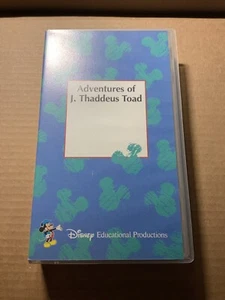 Adventures of
J. Thaddeus Toad
Disney Educational Productions